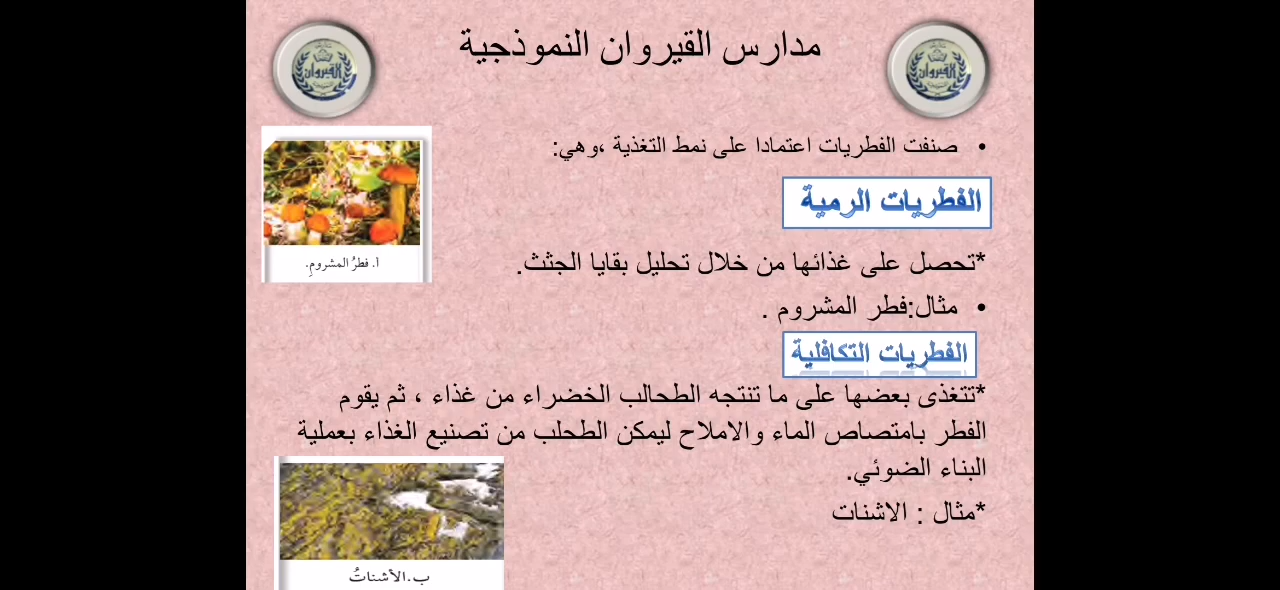 مدارس القيروان النموذجية
القيروان
القيروان
• صنفت الفطريات اعتمادا على نمط التغذية ،وهي:
الفطريات الرمية
*تحصل على غذائها من خلال تحليل بقايا الجثث.
• مثال:فطر المشروم .
أ. فطرُ المشرومِ.
الفطريات التكافلية
*تتغذى بعضها على ما تنتجه الطحالب الخضراء من غذاء ، ثم يقوم
الفطر بامتصاص الماء والاملاح ليمكن الطحلب من تصنيع الغذاء بعملية
البناء الضوئي.
*مثال : الاشنات
ب.الأشناتُ